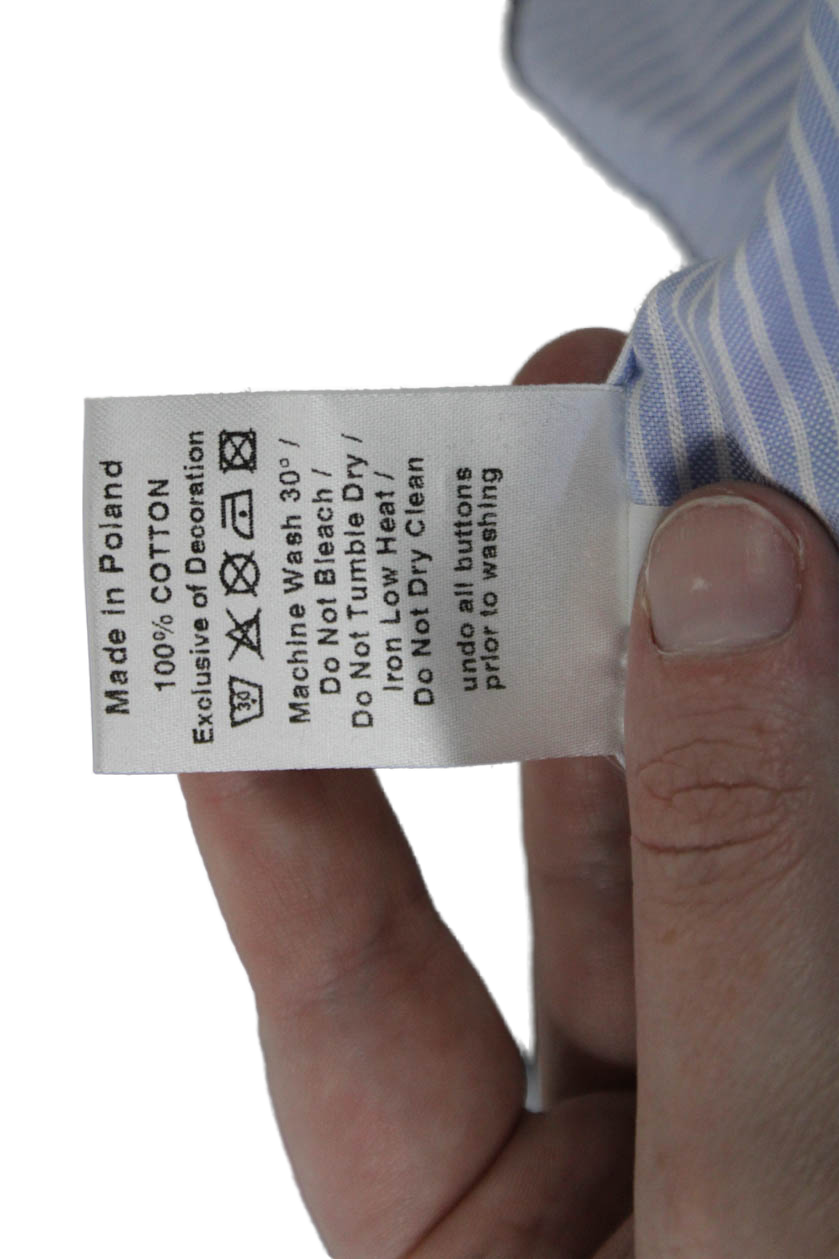 Made in Poland
100% COTTON
Exclusive of Decoration
30
Machine Wash 30° /
Do Not Bleach /
Do Not Tumble Dry /
Iron Low Heat /
Do Not Dry Clean
undo all buttons
prior to washing